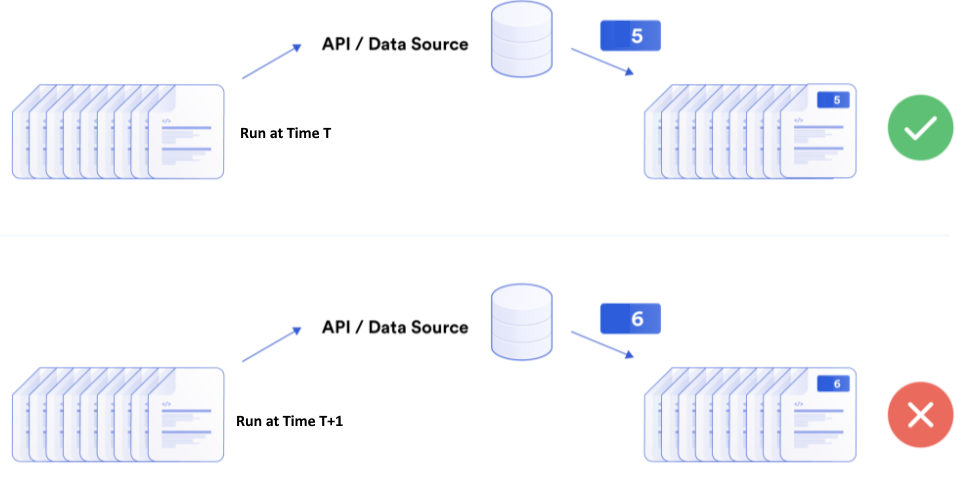 API / Data Source
5
5
</>
Run at Time T
API / Data Source
6
6
</>
Run at Time T+1